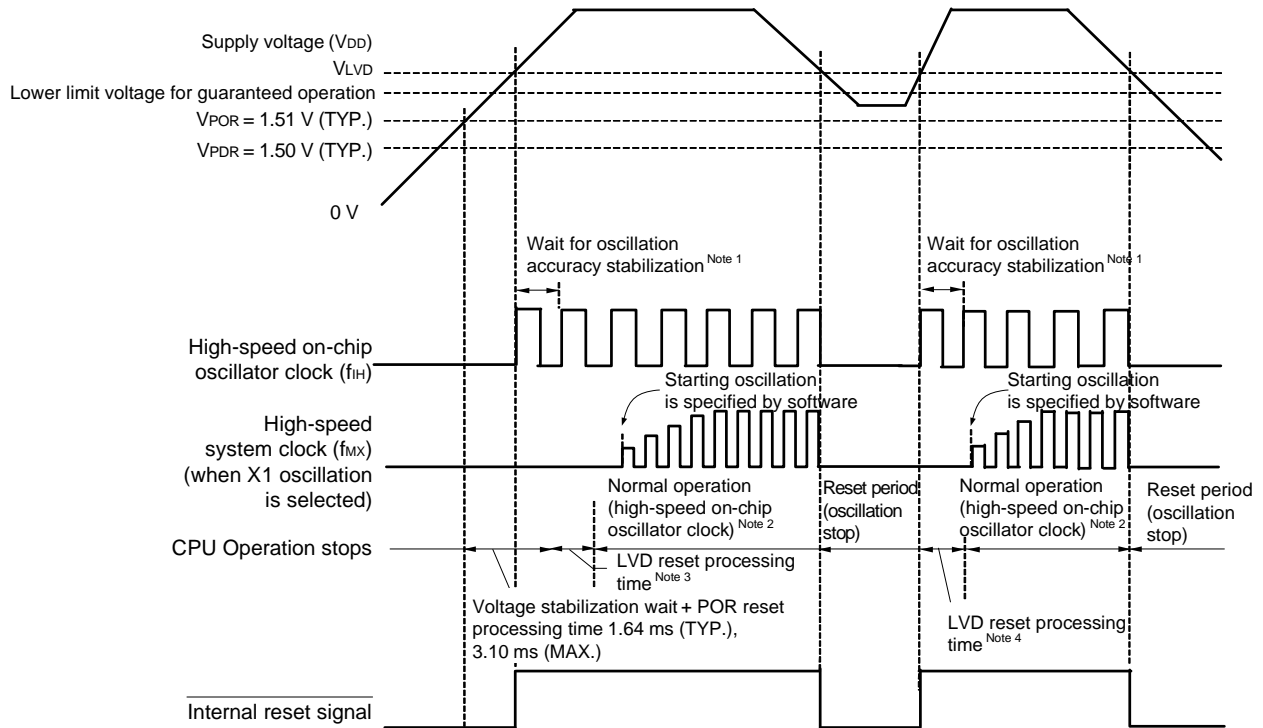 Supply voltage (VDD)
VLVD
Lower limit voltage for guaranteed operation
VPOR = 1.51 V (TYP.)
VPDR = 1.50 V (TYP.)
0 V
Wait for oscillation
accuracy stabilization Note 1
Wait for oscillation
accuracy stabilization Note 1
High-speed on-chip
oscillator clock (fIH)
Starting oscillation
is specified by software
Starting oscillation
is specified by software
High-speed
system clock (fMX)
(when X1 oscillation
is selected)
Normal operation
(high-speed on-chip
oscillator clock) Note 2
Reset period
(oscillation
stop)
Normal operation
(high-speed on-chip
oscillator clock) Note 2
Reset period
(oscillation
stop)
CPU Operation stops
LVD reset processing
time Note 3
Voltage stabilization wait + POR reset
processing time 1.64 ms (TYP.),
3.10 ms (MAX.)
LVD reset processing
time Note 4
Internal reset signal